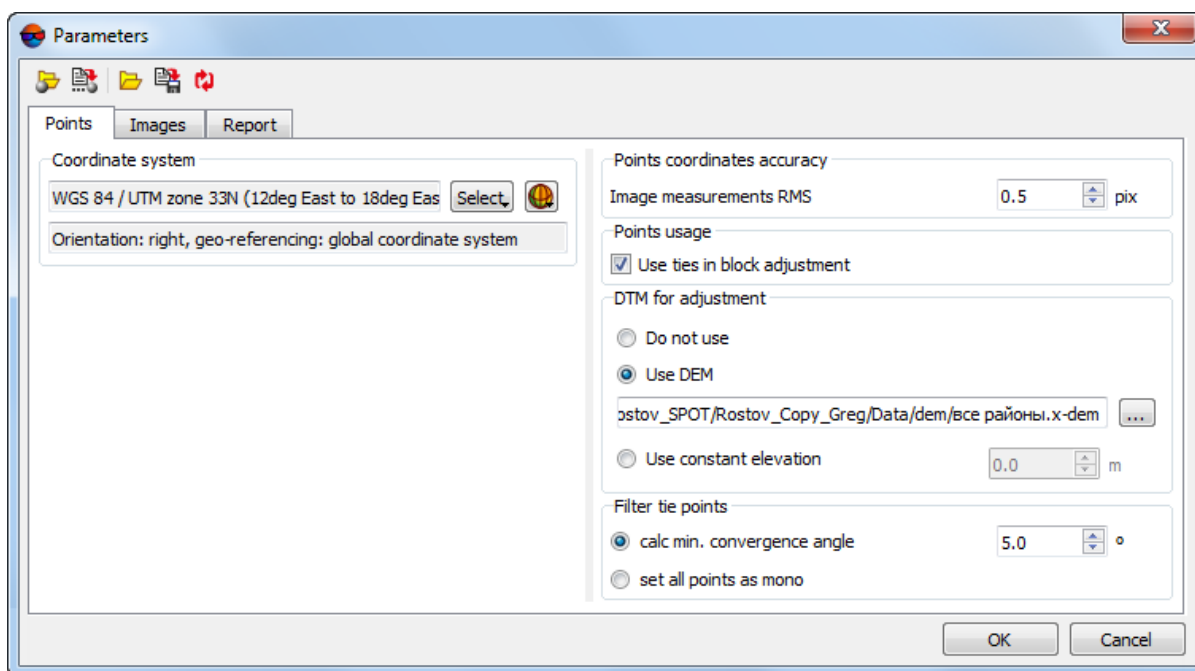 Parameters
Points Images Report
Coordinate system
WGS 84 / UTM zone 33N (12deg East to 18deg Eas Select
Orientation: right, geo-referencing: global coordinate system
Points coordinates accuracy
Image measurements RMS 0.5 pix
Points usage
Use ties in block adjustment
DTM for adjustment
Do not use
Use DEM
ostov_SPOT/Rostov_Copy_Greg/Data/dem/все районы.x-dem ...
Use constant elevation 0.0 m
Filter tie points
calc min. convergence angle 5.0 °
set all points as mono
OK Cancel